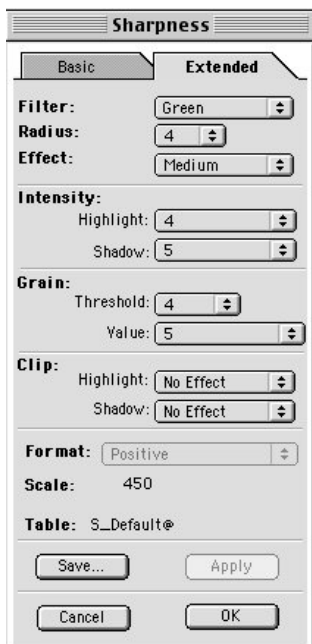 Sharpness
Basic Extended
Filter: Green
Radius: 4
Effect: Medium
Intensity:
Highlight: 4
Shadow: 5
Grain:
Threshold: 4
Value: 5
Clip:
Highlight: No Effect
Shadow: No Effect
Format: Positive
Scale: 450
Table: S_Default@
Save... Apply
Cancel OK